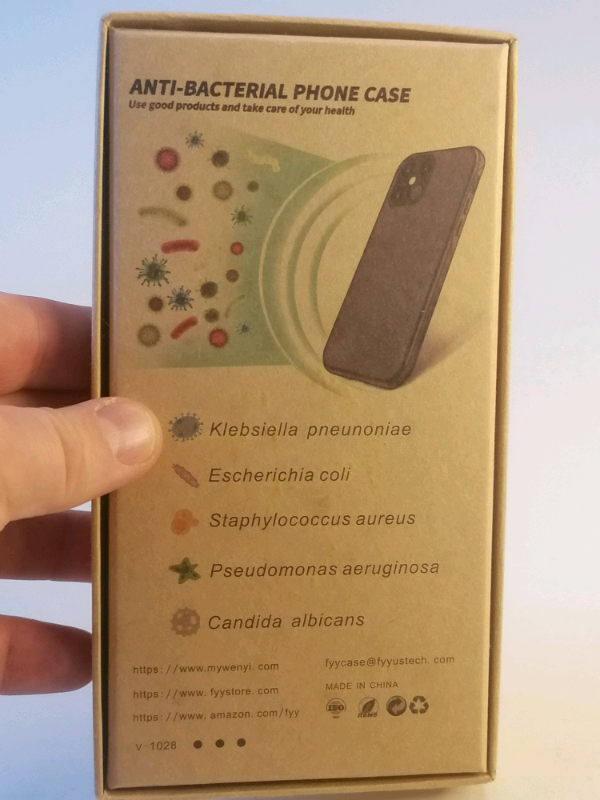 ANTI-BACTERIAL PHONE CASE
Use good products and take care of your health
Klebsiella pneunoniae
Escherichia coli
Staphylococcus aureus
Pseudomonas aeruginosa
Candida albicans
https://www.mywenyi.com
https://www.fyystore.com
https://www.amazon.com/fyy
fyycase@fyyustech.com
MADE IN CHINA
ISO
V-1028